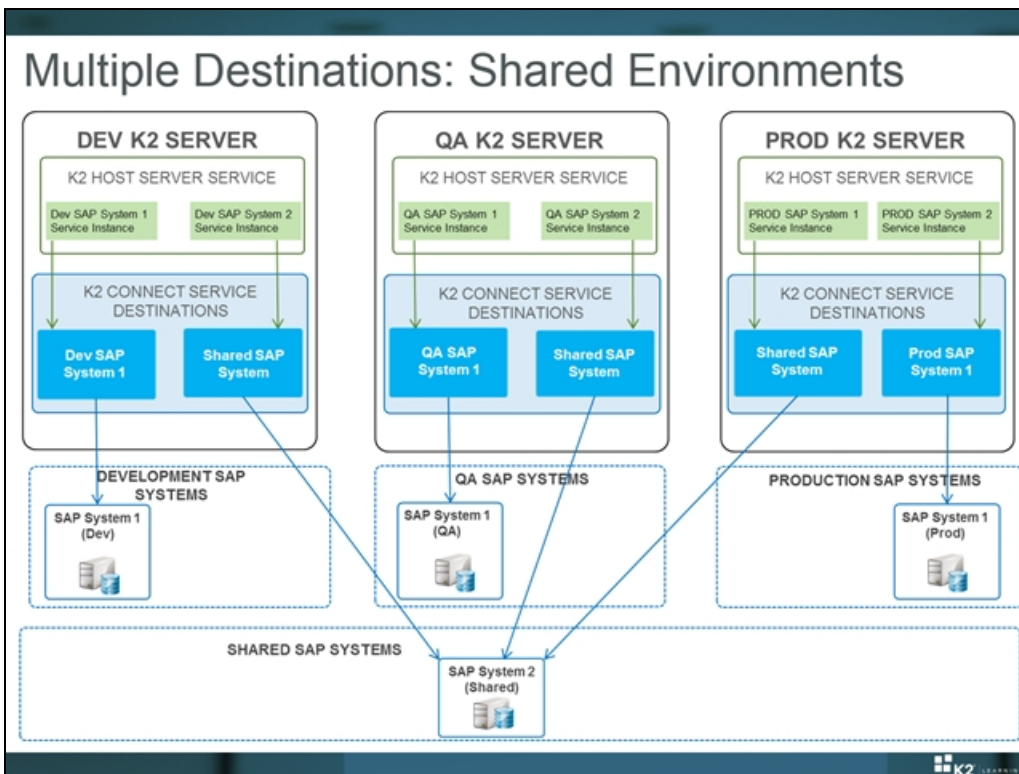 Multiple Destinations: Shared Environments
DEV K2 SERVER
K2 HOST SERVER SERVICE
Dev SAP System 1
Service Instance
Dev SAP System 2
Service Instance
K2 CONNECT SERVICE
DESTINATIONS
Dev SAP
System 1
Shared SAP
System
QA K2 SERVER
K2 HOST SERVER SERVICE
QA SAP System 1
Service Instance
QA SAP System 2
Service Instance
K2 CONNECT SERVICE
DESTINATIONS
QA SAP
System 1
Shared SAP
System
PROD K2 SERVER
K2 HOST SERVER SERVICE
PROD SAP System 1
Service Instance
PROD SAP System 2
Service Instance
K2 CONNECT SERVICE
DESTINATIONS
Shared SAP
System
Prod SAP
System 1
DEVELOPMENT SAP
SYSTEMS
SAP System 1
(Dev)
QA SAP SYSTEMS
SAP System 1
(QA)
PRODUCTION SAP SYSTEMS
SAP System 1
(Prod)
SHARED SAP SYSTEMS
SAP System 2
(Shared)
K2